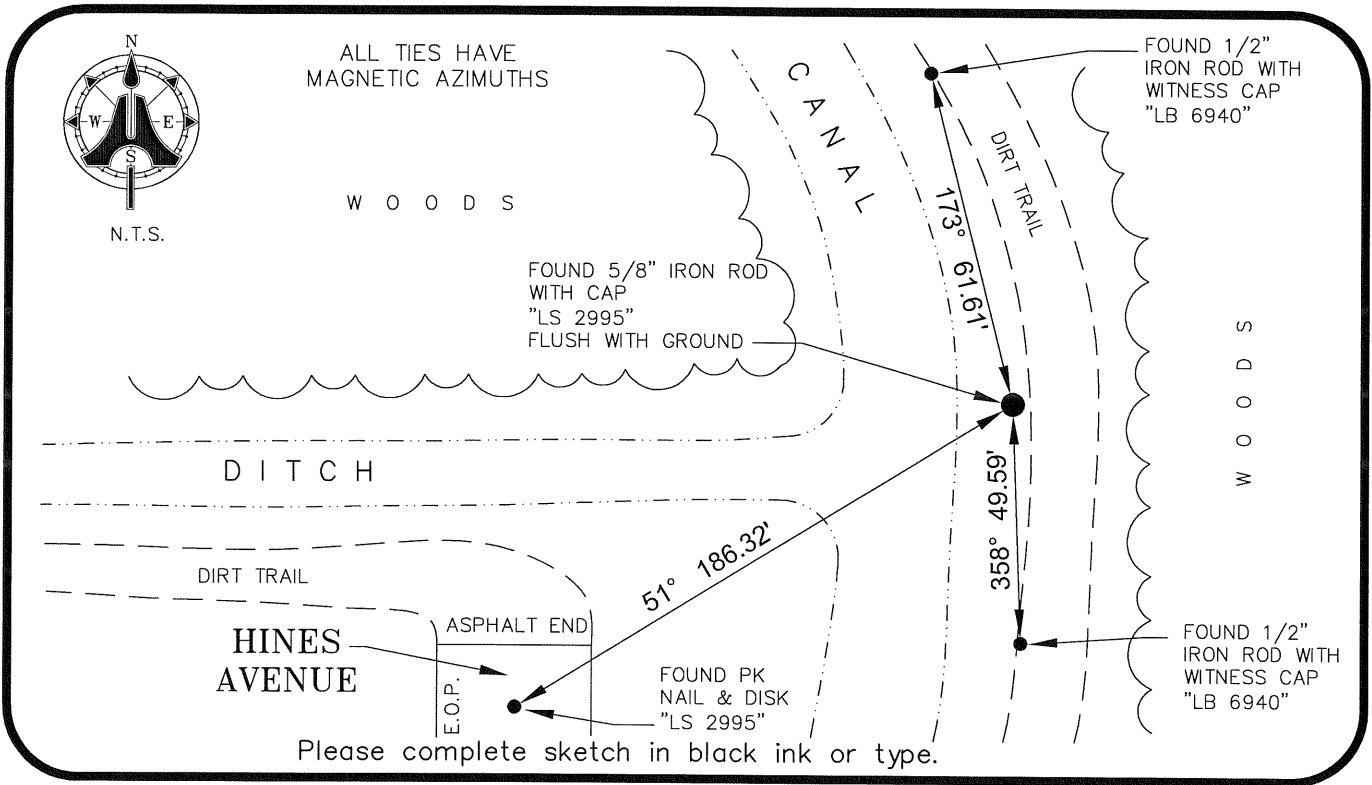 N
W
E
S
N.T.S.
ALL TIES HAVE
MAGNETIC AZIMUTHS
WOODS
CANAL
FOUND 1/2"
IRON ROD WITH
WITNESS CAP
"LB 6940"
DIRT TRAIL
173° 61.61'
FOUND 5/8" IRON ROD
WITH CAP
"LS 2995"
FLUSH WITH GROUND
WOODS
DITCH
358° 49.59'
51° 186.32'
DIRT TRAIL
HINES
AVENUE
ASPHALT END
E.O.P.
FOUND PK
NAIL & DISK
"LS 2995"
FOUND 1/2"
IRON ROD WITH
WITNESS CAP
"LB 6940"
Please complete sketch in black ink or type.